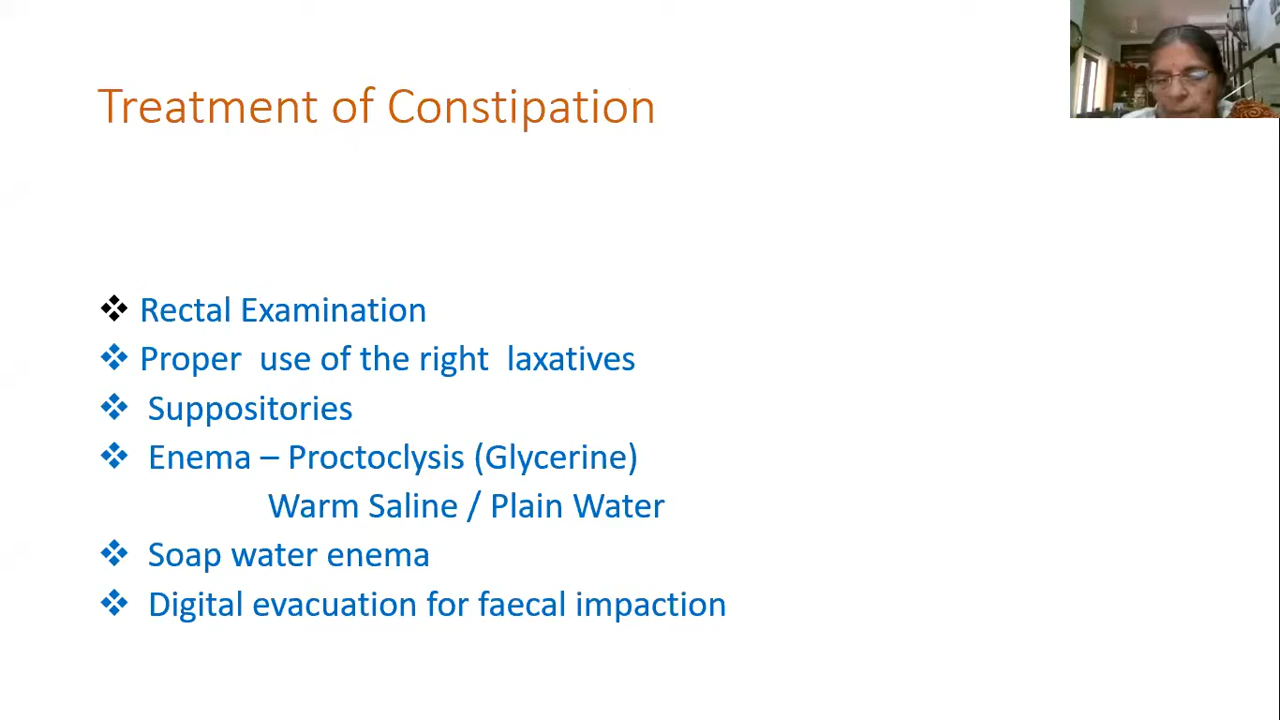 Treatment of Constipation
Rectal Examination
Proper use of the right laxatives
Suppositories
Enema – Proctoclysis (Glycerine)
Warm Saline / Plain Water
Soap water enema
Digital evacuation for faecal impaction